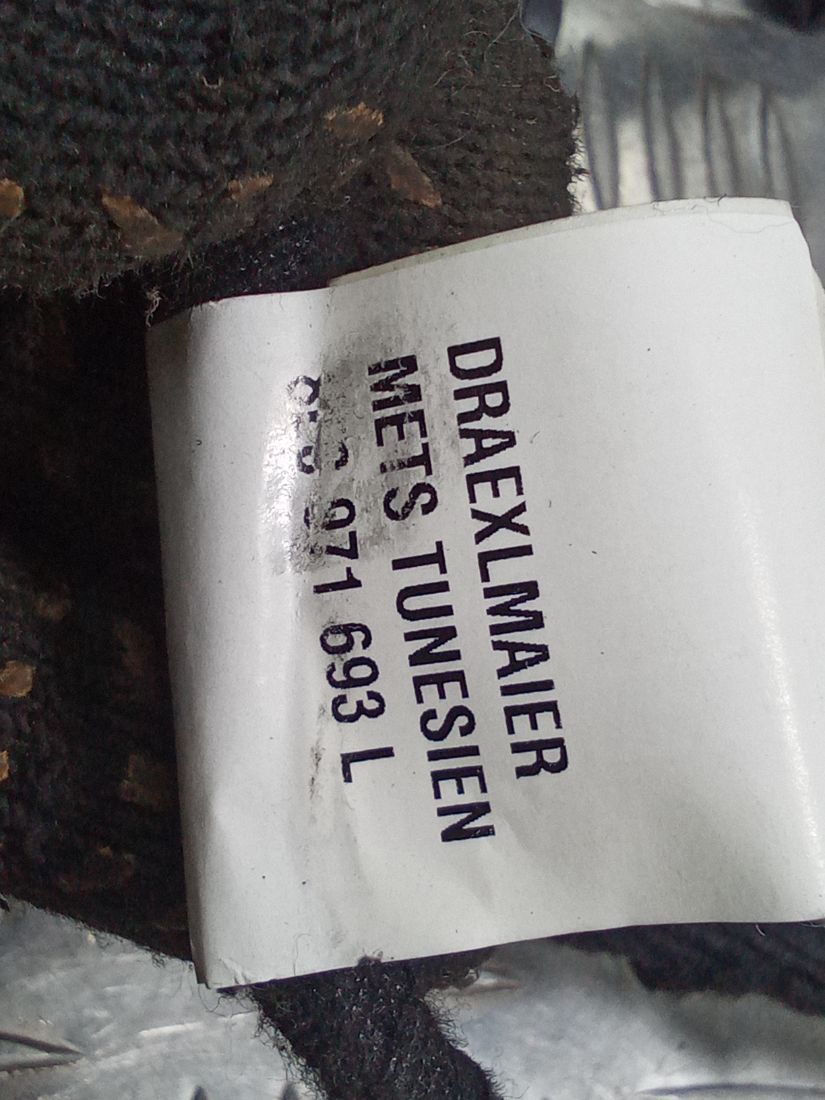 DRAEXLMAIER
METS TUNESIEN
971 693 L